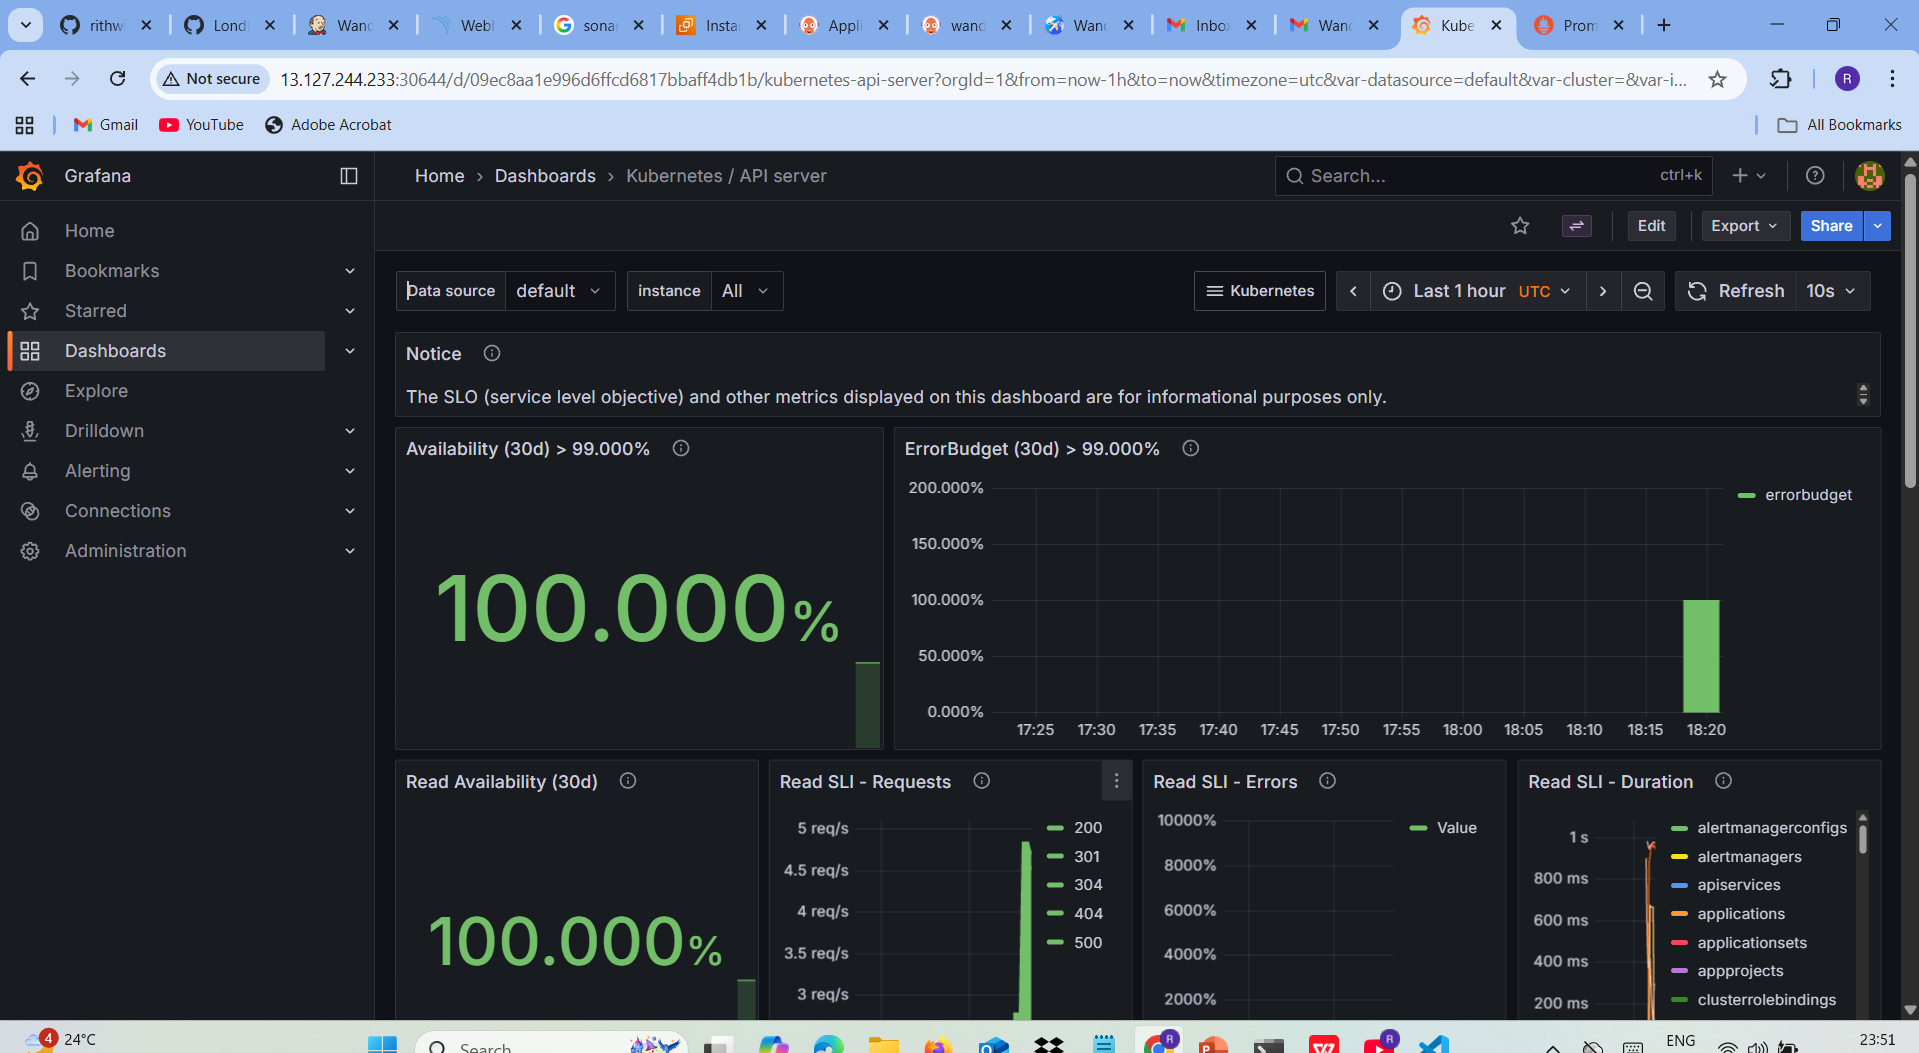 rithw
Lond
Wand
Webh
sona
Instar
Appli
wand
Wand
Inbox
Wand
Kube
Prom
Not secure
13.127.244.233:30644/d/09ec8aa1e996d6ffcd6817bbaff4db1b/kubernetes-api-server?orgId=1&from=now-1h&to=now&timezone=utc&var-datasource=default&var-cluster=&var-i...
R
Gmail
YouTube
Adobe Acrobat
All Bookmarks
Grafana
Home › Dashboards › Kubernetes / API server
Search...
ctrl+k
Edit
Export
Share
Home
Bookmarks
Starred
Dashboards
Explore
Drilldown
Alerting
Connections
Administration
Data source
default
instance
All
Kubernetes
Last 1 hour UTC
Refresh
10s
Notice
The SLO (service level objective) and other metrics displayed on this dashboard are for informational purposes only.
Availability (30d) > 99.000%
100.000%
ErrorBudget (30d) > 99.000%
200.000%
150.000%
100.000%
50.000%
0.000%
17:25 17:30 17:35 17:40 17:45 17:50 17:55 18:00 18:05 18:10 18:15 18:20
errorbudget
Read Availability (30d)
100.000%
Read SLI - Requests
5 req/s
4.5 req/s
4 req/s
3.5 req/s
3 req/s
200
301
304
404
500
Read SLI - Errors
10000%
8000%
6000%
4000%
2000%
Value
Read SLI - Duration
1 s
800 ms
600 ms
400 ms
200 ms
alertmanagerconfigs
alertmanagers
apiservices
applications
applicationsets
appprojects
clusterrolebindings
4
24°C
Search
R
R
ENG
23:51